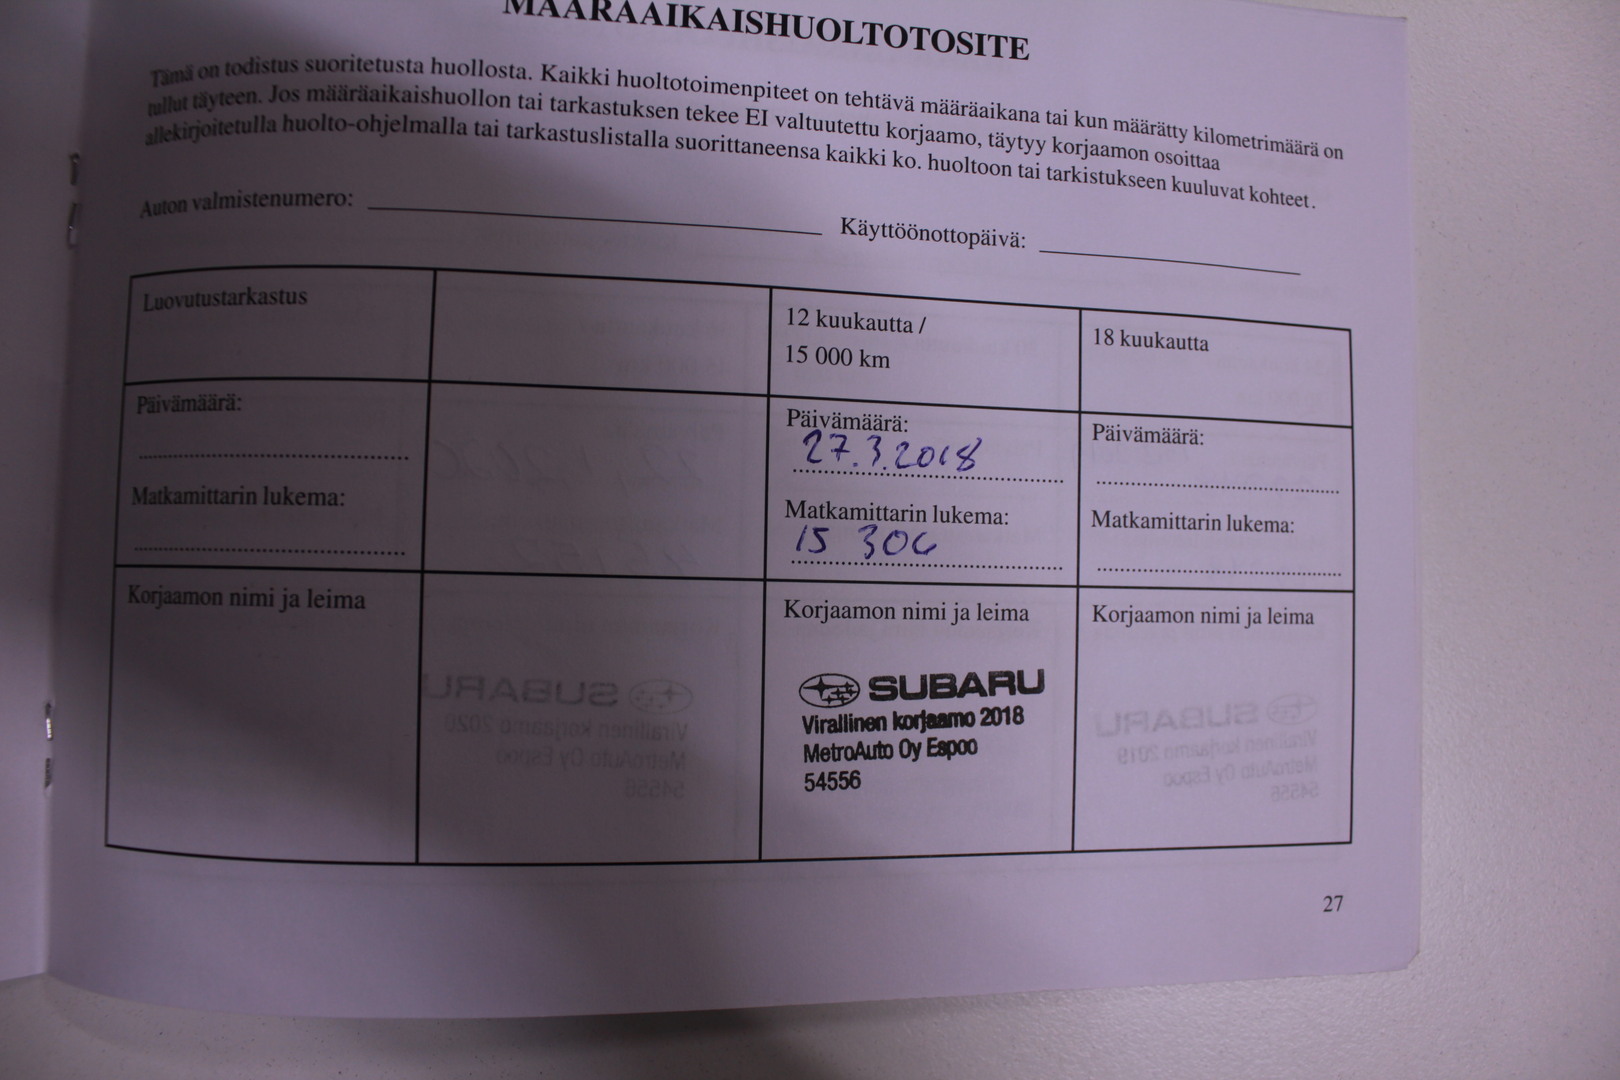 MÄÄRÄAIKAISHUOLTOTOSITE
Tämä on todistus suoritetusta huollosta. Kaikki huoltotoimenpiteet on tehtävä määräaikana tai kun määrätty kilometrimäärä on
tullut täyteen. Jos määräaikaishuollon tai tarkastuksen tekee EI valtuutettu korjaamo, täytyy korjaamon osoittaa
allekirjoitetulla huolto-ohjelmalla tai tarkastuslistalla suorittaneensa kaikki ko. huoltoon tai tarkistukseen kuuluvat kohteet.
Auton valmistenumero: Käyttöönottopäivä:
Luovutustarkastus
12 kuukautta /
15 000 km
18 kuukautta
Päivämäärä:
Matkamittarin lukema:
Päivämäärä:
27.3.2018
Matkamittarin lukema:
15 306
Päivämäärä:
Matkamittarin lukema:
Korjaamon nimi ja leima
Korjaamon nimi ja leima
SUBARU
Virallinen korjaamo 2018
MetroAuto Oy Espoo
54556
Korjaamon nimi ja leima
27